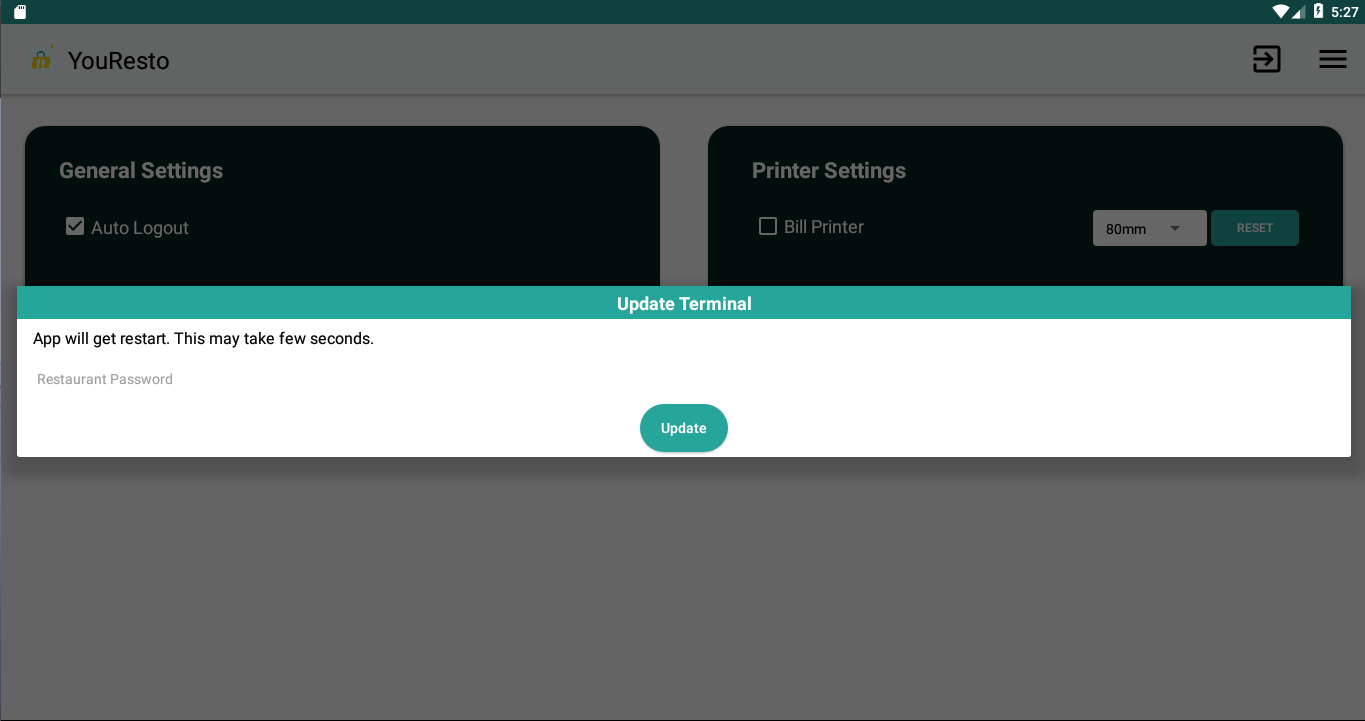 5:27
YouResto
General Settings
Auto Logout
Printer Settings
Bill Printer
80mm
RESET
Update Terminal
App will get restart. This may take few seconds.
Restaurant Password
Update